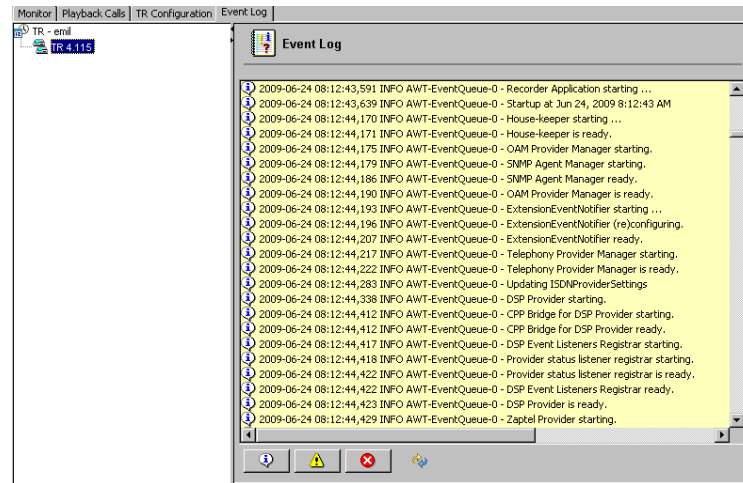 Monitor Playback Calls TR Configuration Event Log
TR - emil
TR 4.115
Event Log
2009-06-24 08:12:43,591 INFO AWT-EventQueue-0 - Recorder Application starting ...
2009-06-24 08:12:43,639 INFO AWT-EventQueue-0 - Startup at Jun 24, 2009 8:12:43 AM
2009-06-24 08:12:44,170 INFO AWT-EventQueue-0 - House-keeper starting ...
2009-06-24 08:12:44,171 INFO AWT-EventQueue-0 - House-keeper is ready.
2009-06-24 08:12:44,175 INFO AWT-EventQueue-0 - OAM Provider Manager starting.
2009-06-24 08:12:44,179 INFO AWT-EventQueue-0 - SNMP Agent Manager starting.
2009-06-24 08:12:44,186 INFO AWT-EventQueue-0 - SNMP Agent Manager ready.
2009-06-24 08:12:44,190 INFO AWT-EventQueue-0 - OAM Provider Manager is ready.
2009-06-24 08:12:44,193 INFO AWT-EventQueue-0 - ExtensionEventNotifier starting ...
2009-06-24 08:12:44,196 INFO AWT-EventQueue-0 - ExtensionEventNotifier (re)configuring.
2009-06-24 08:12:44,207 INFO AWT-EventQueue-0 - ExtensionEventNotifier ready.
2009-06-24 08:12:44,217 INFO AWT-EventQueue-0 - Telephony Provider Manager starting.
2009-06-24 08:12:44,222 INFO AWT-EventQueue-0 - Telephony Provider Manager is ready.
2009-06-24 08:12:44,283 INFO AWT-EventQueue-0 - Updating ISDNProviderSettings
2009-06-24 08:12:44,338 INFO AWT-EventQueue-0 - DSP Provider starting.
2009-06-24 08:12:44,412 INFO AWT-EventQueue-0 - CPP Bridge for DSP Provider starting.
2009-06-24 08:12:44,412 INFO AWT-EventQueue-0 - CPP Bridge for DSP Provider ready.
2009-06-24 08:12:44,417 INFO AWT-EventQueue-0 - DSP Event Listeners Registrar starting.
2009-06-24 08:12:44,418 INFO AWT-EventQueue-0 - Provider status listener registrar starting.
2009-06-24 08:12:44,422 INFO AWT-EventQueue-0 - Provider status listener registrar is ready.
2009-06-24 08:12:44,422 INFO AWT-EventQueue-0 - DSP Event Listeners Registrar ready.
2009-06-24 08:12:44,423 INFO AWT-EventQueue-0 - DSP Provider is ready.
2009-06-24 08:12:44,429 INFO AWT-EventQueue-0 - Zaptel Provider starting.